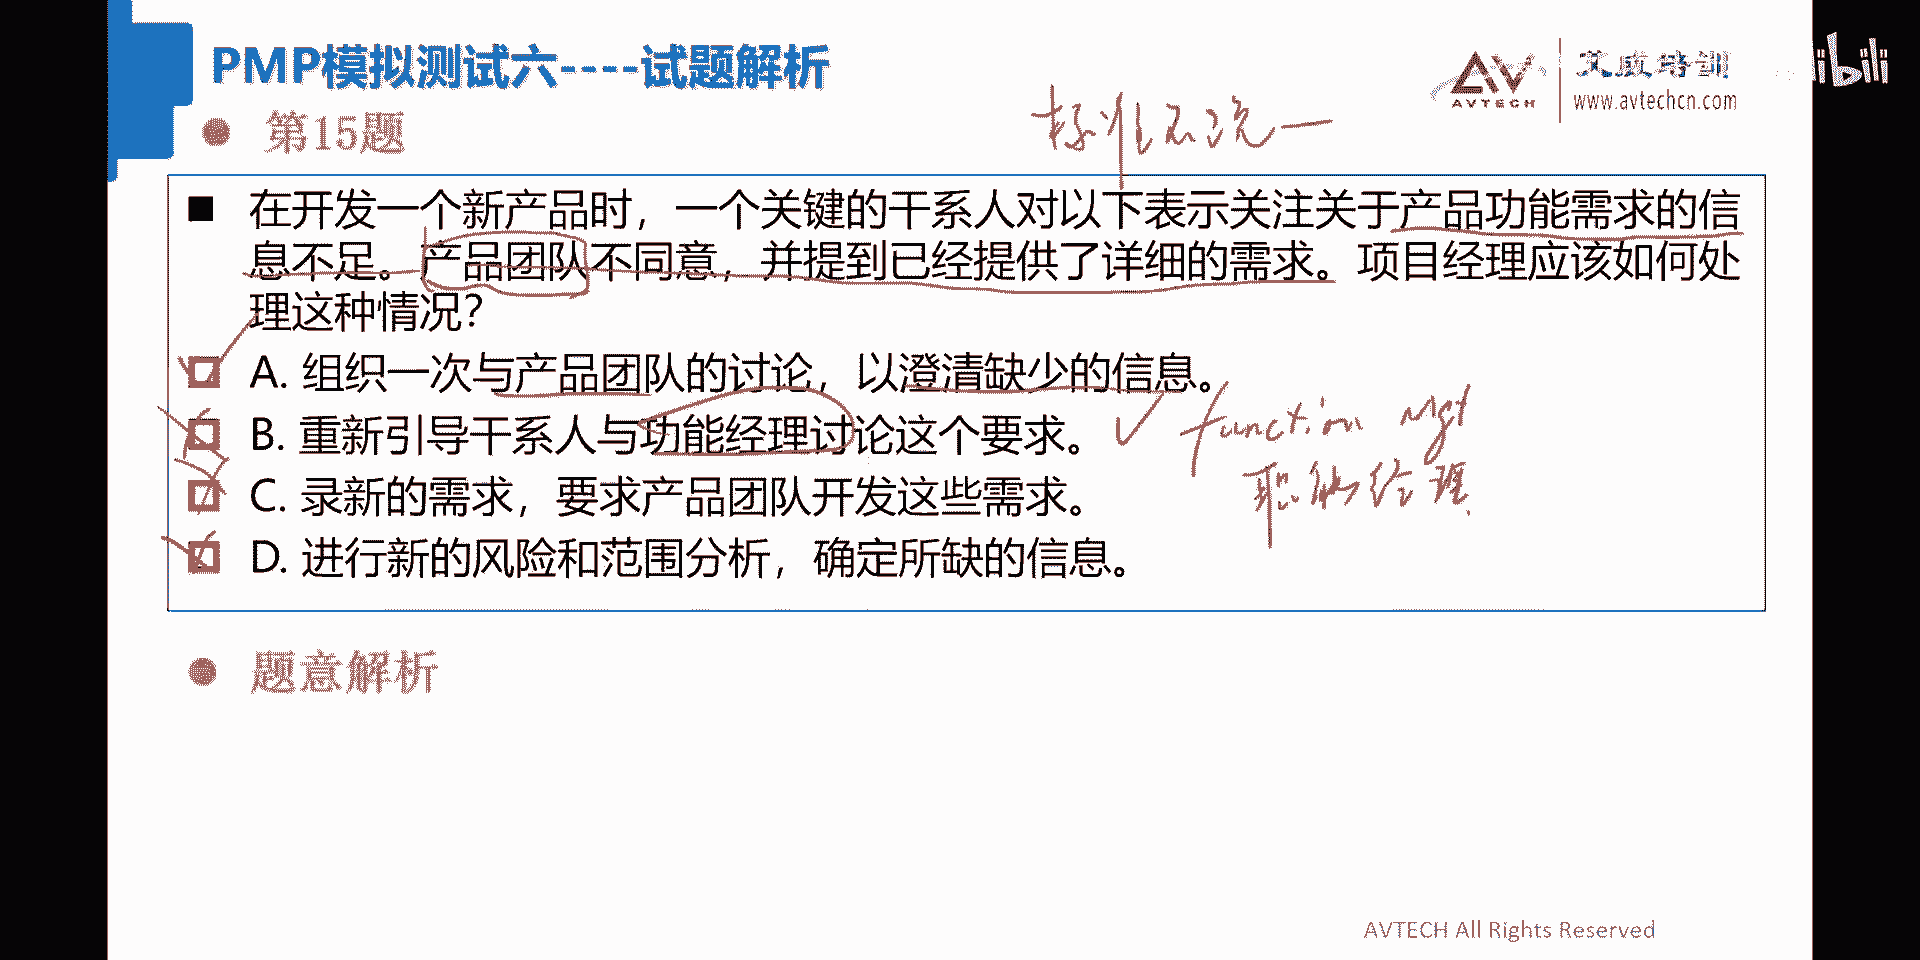 PMP模拟测试六----试题解析
AVTECH
艾威培训
www.avtechcn.com
bili
第15题
标准不统一
■ 在开发一个新产品时，一个关键的干系人对以下表示关注关于产品功能需求的信
息不足。产品团队不同意，并提到已经提供了详细的需求。项目经理应该如何处
理这种情况？
A. 组织一次与产品团队的讨论，以澄清缺少的信息。
B. 重新引导干系人与功能经理讨论这个要求。
function Mgt
职能经理
C. 录新的需求，要求产品团队开发这些需求。
D. 进行新的风险和范围分析，确定所缺的信息。
题意解析
AVTECH All Rights Reserved